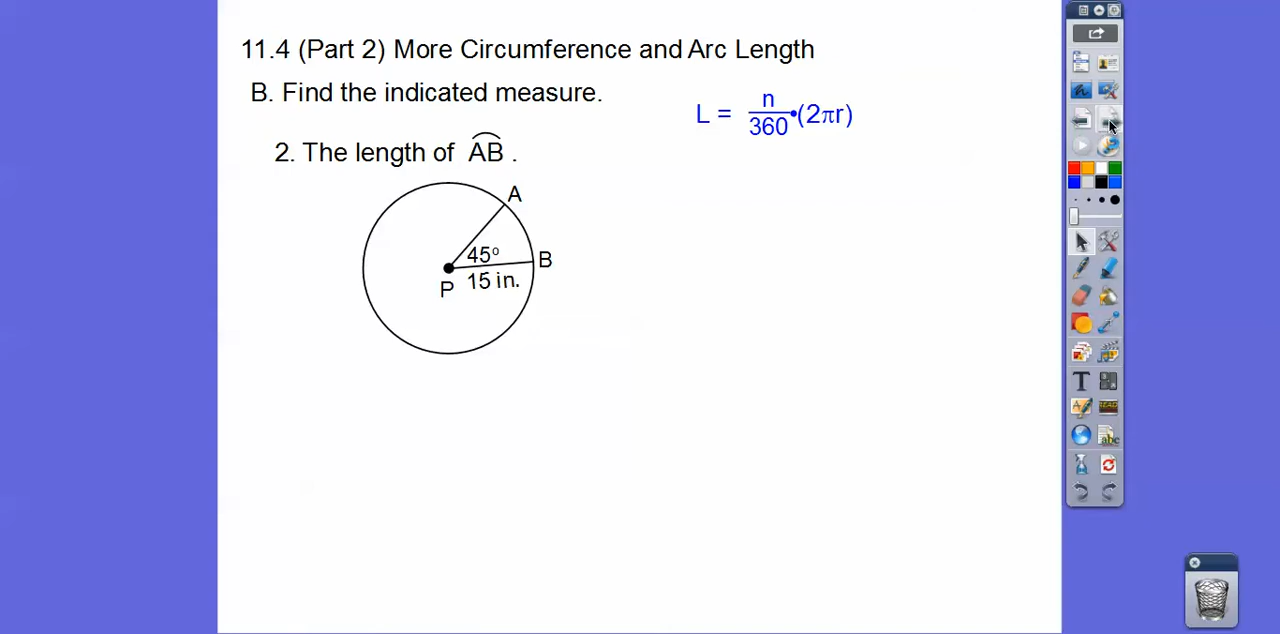 11.4 (Part 2) More Circumference and Arc Length
B. Find the indicated measure.
L = n/360•(2πr)
2. The length of AB .
A
45°
B
P
15 in.